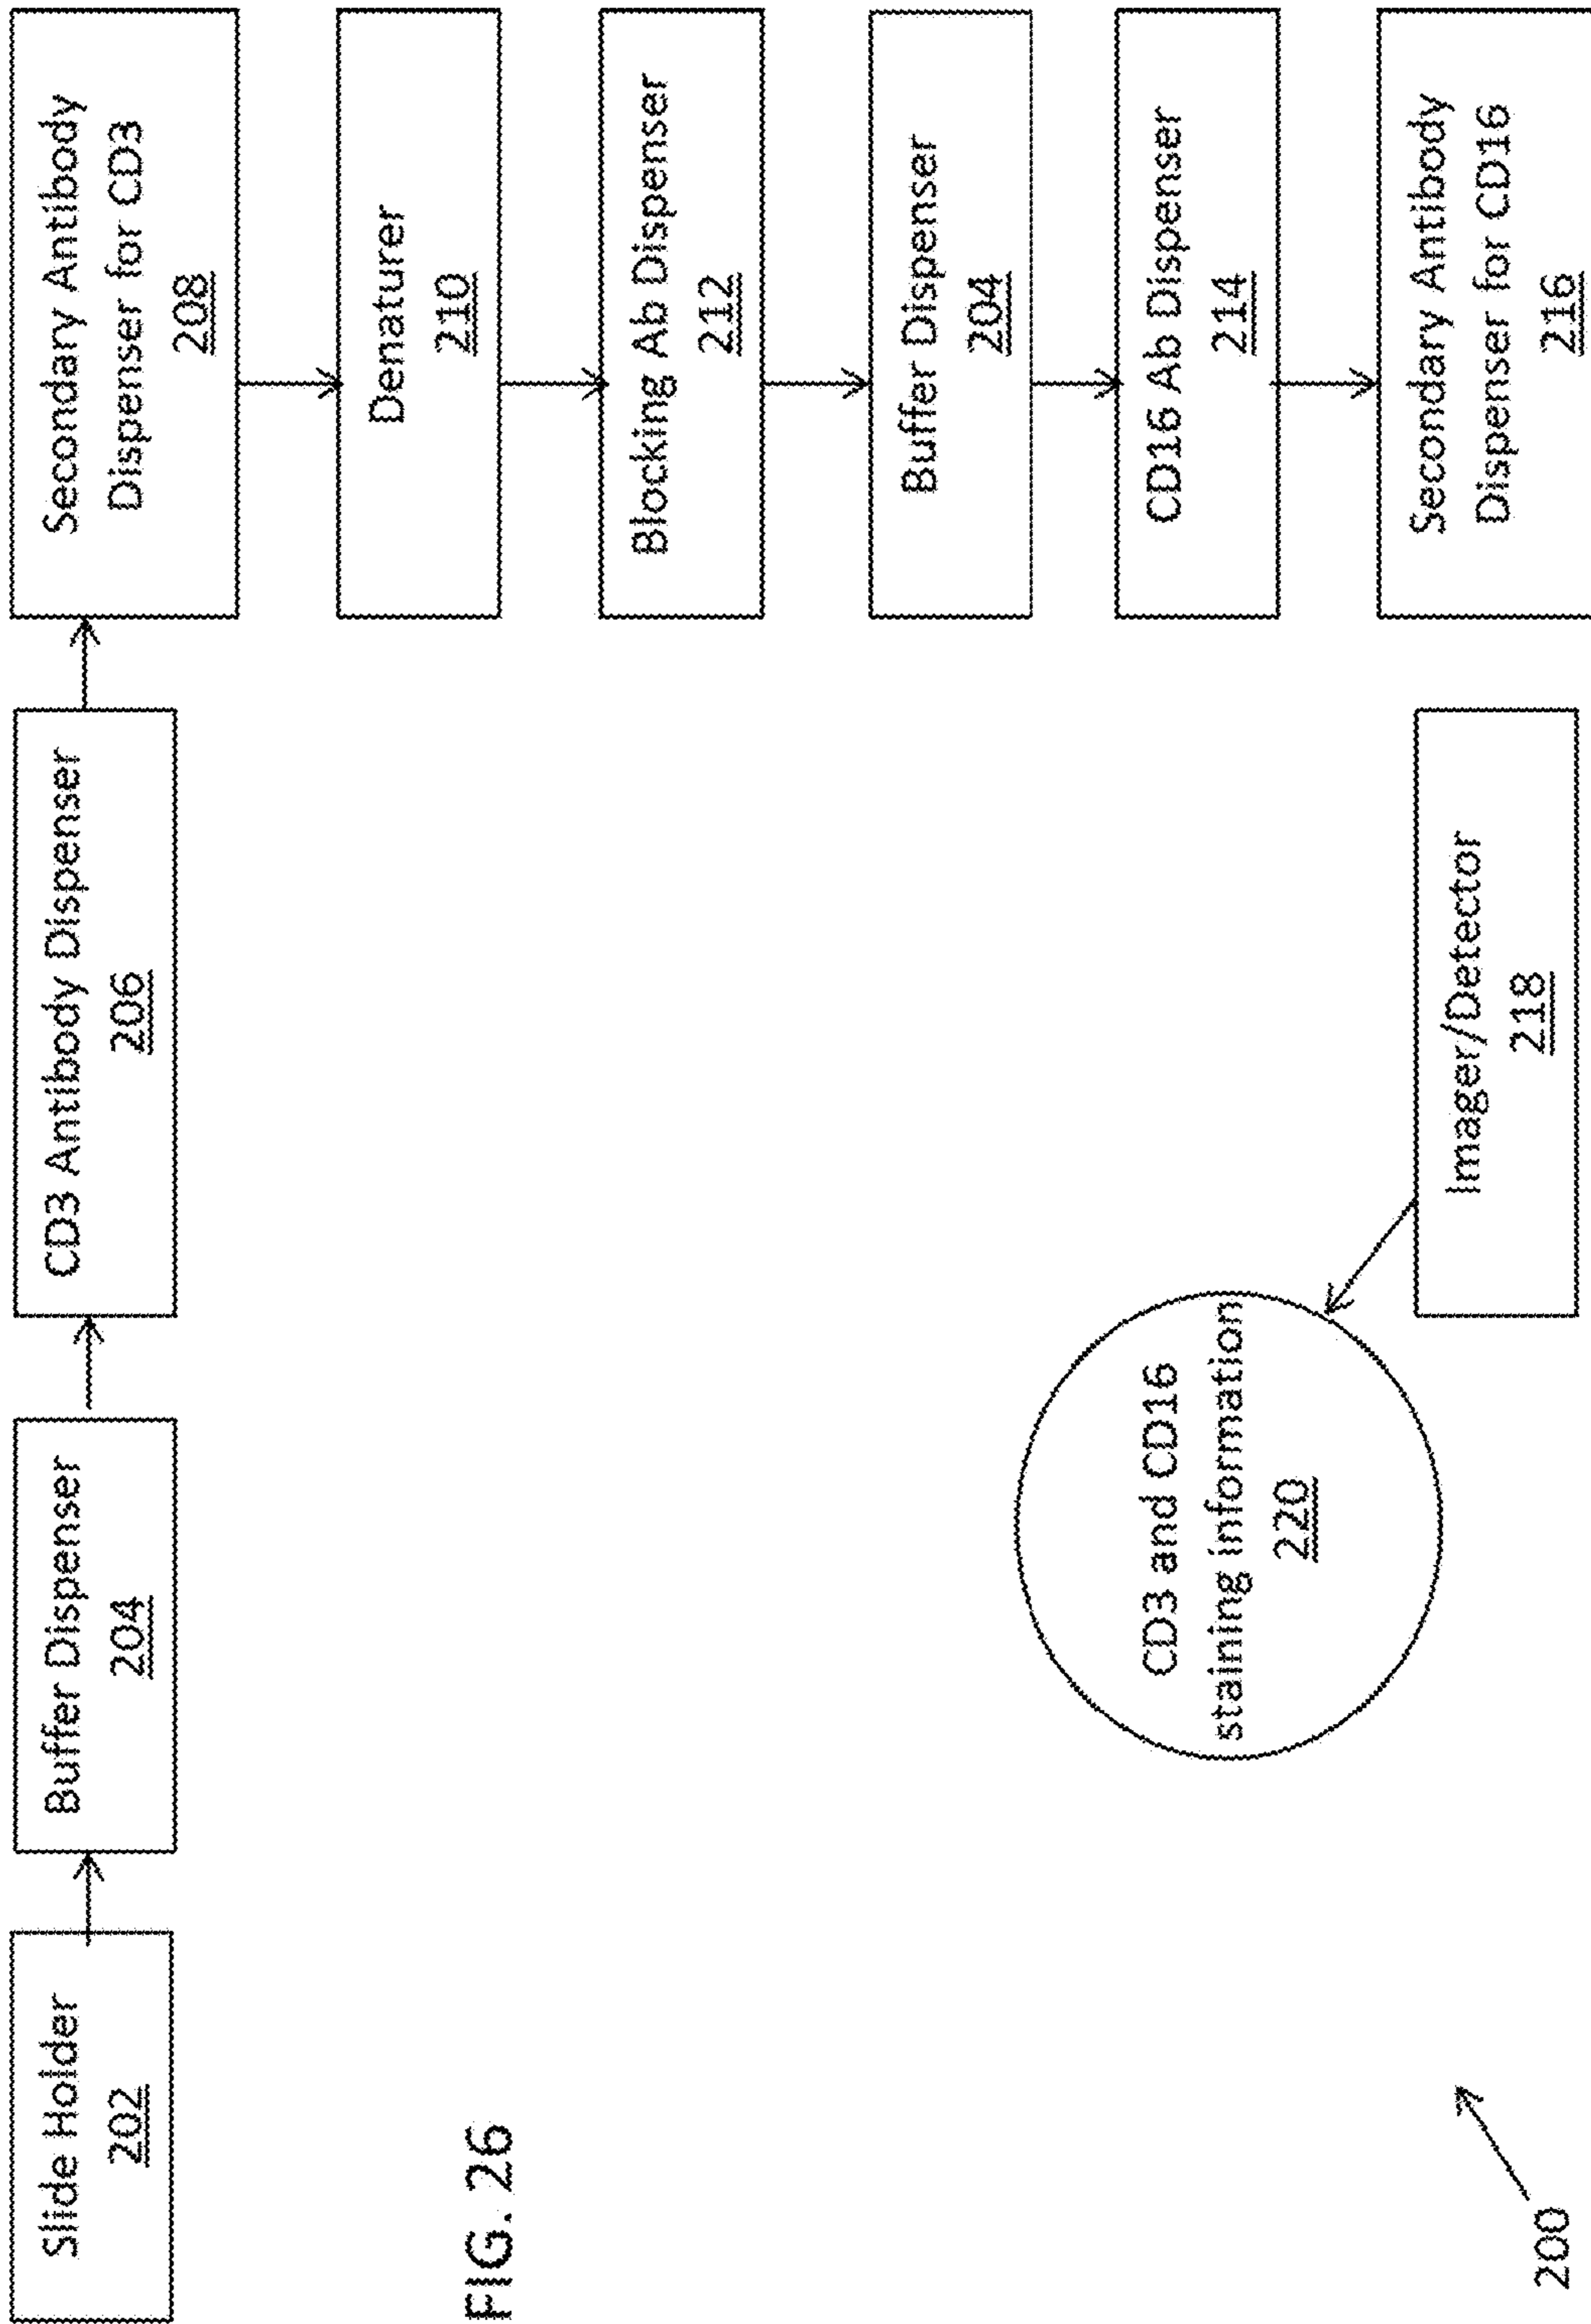 Slide Holder
202
Buffer Dispenser
204
CD3 Antibody Dispenser
206
Secondary Antibody
Dispenser for CD3
208
Denaturer
210
Blocking Ab Dispenser
212
Buffer Dispenser
204
CD16 Ab Dispenser
214
Secondary Antibody
Dispenser for CD16
216
Imager/Detector
218
CD3 and CD16
staining information
220
FIG. 26
200